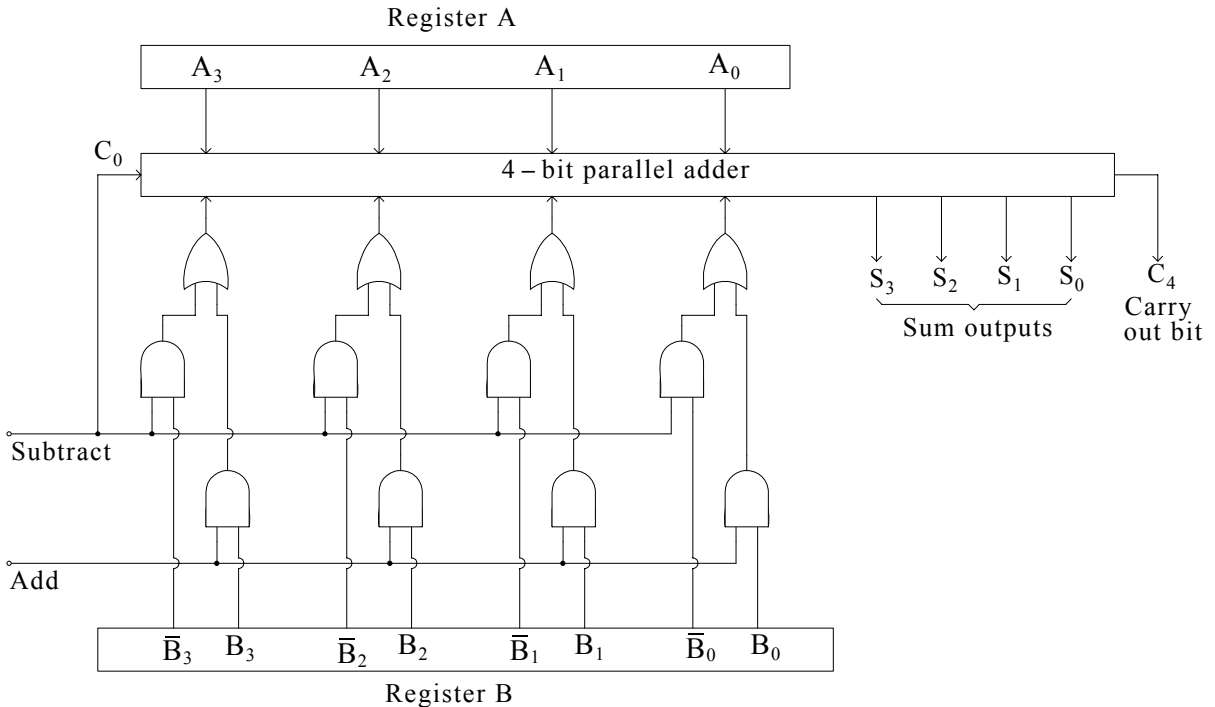 Register A
A₃ A₂ A₁ A₀
C₀
4 – bit parallel adder
S₃ S₂ S₁ S₀ C₄
Sum outputs
Carry
out bit
Subtract
Add
B̅₃ B₃ B̅₂ B₂ B̅₁ B₁ B̅₀ B₀
Register B